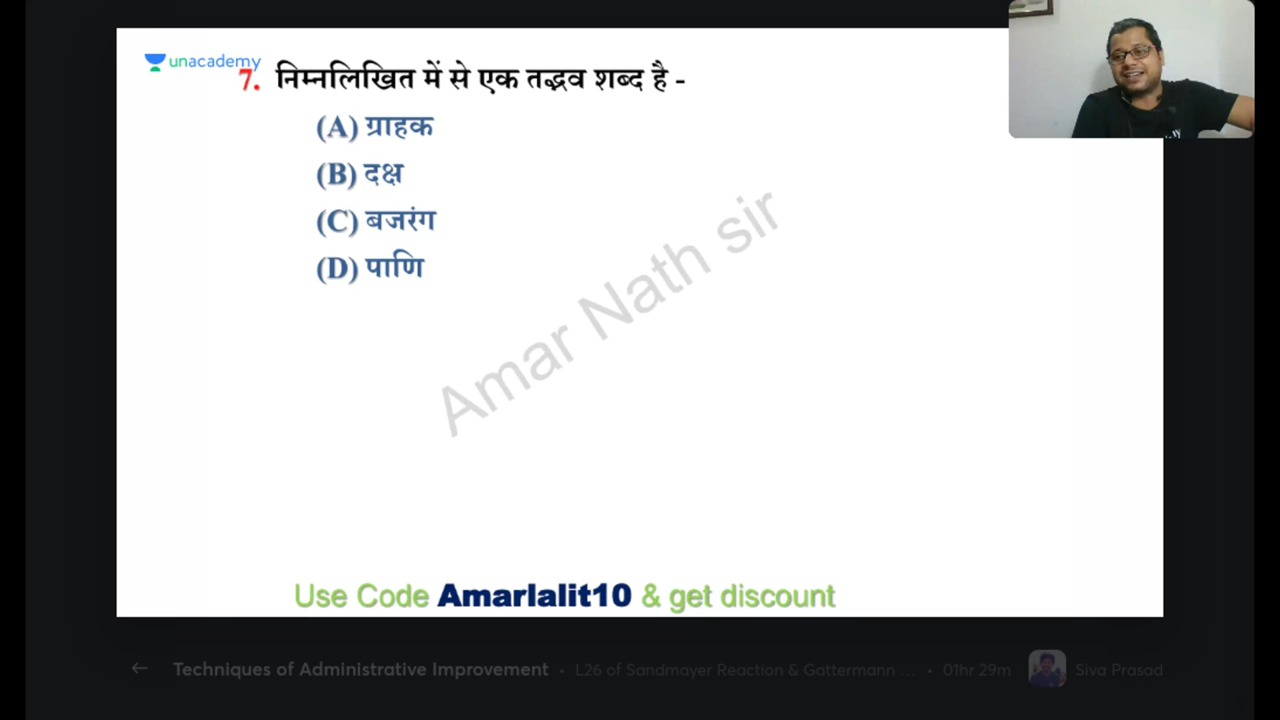 unacademy
7. निम्नलिखित में से एक तद्भव शब्द है -
(A) ग्राहक
(B) दक्ष
(C) बजरंग
(D) पाणि
Amar Nath sir
Use Code Amarlalit10 & get discount
← Techniques of Administrative Improvement • L26 of Sandmayer Reaction & Gattermann ... • 01hr 29m Siva Prasad